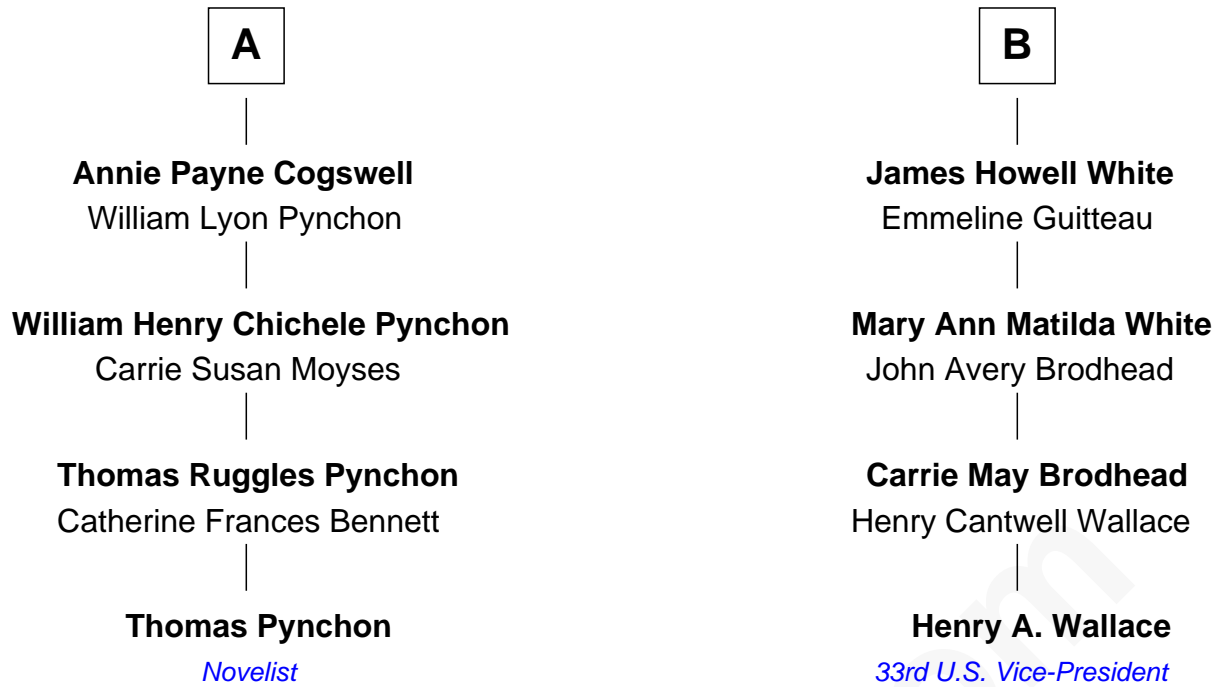 A
Annie Payne Cogswell
William Lyon Pynchon
William Henry Chichele Pynchon
Carrie Susan Moyses
Thomas Ruggles Pynchon
Catherine Frances Bennett
Thomas Pynchon
Novelist
B
James Howell White
Emmeline Guitteau
Mary Ann Matilda White
John Avery Brodhead
Carrie May Brodhead
Henry Cantwell Wallace
Henry A. Wallace
33rd U.S. Vice-President